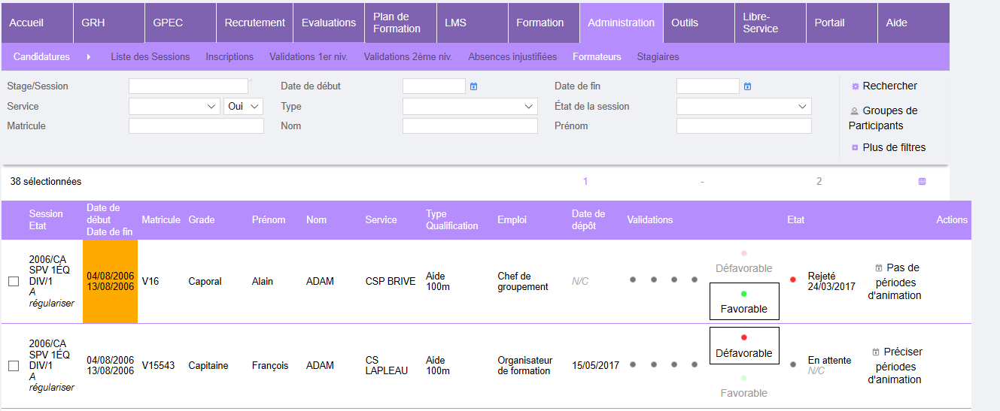 Accueil
GRH
GPEC
Recrutement
Evaluations
Plan de
Formation
LMS
Formation
Administration
Outils
Libre-
Service
Portail
Aide
Candidatures
Liste des Sessions
Inscriptions
Validations 1er niv.
Validations 2ème niv.
Absences injustifiées
Formateurs
Stagiaires
Stage/Session
Date de début
Date de fin
Rechercher
Service
Oui
Type
État de la session
Groupes de
Participants
Matricule
Nom
Prénom
Plus de filtres
38 sélectionnées
1
-
2
Session
Etat
Date de
début
Date de fin
Matricule
Grade
Prénom
Nom
Service
Type
Qualification
Emploi
Date de
dépôt
Validations
Etat
Actions
2006/CA
SPV 1ÉQ
DIV/1
A
régulariser
04/08/2006
13/08/2006
V16
Caporal
Alain
ADAM
CSP BRIVE
Aide
100m
Chef de
groupement
N/C
Défavorable
Favorable
Rejeté
24/03/2017
Pas de
périodes
d'animation
2006/CA
SPV 1ÉQ
DIV/1
A
régulariser
04/08/2006
13/08/2006
V15543
Capitaine
François
ADAM
CS
LAPLEAU
Aide
100m
Organisateur
de formation
15/05/2017
Défavorable
Favorable
En attente
N/C
Préciser
périodes
d'animation